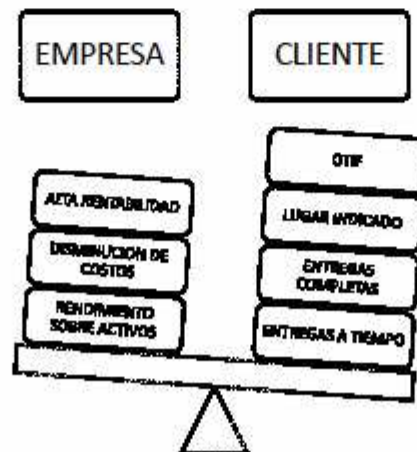 EMPRESA
CLIENTE
ALTA RENTABILIDAD
DISMINUCION DE
COSTOS
RENDIMIENTO
SOBRE ACTIVOS
OTIF
LUGAR INDICADO
ENTREGAS
COMPLETAS
ENTREGAS A TIEMPO